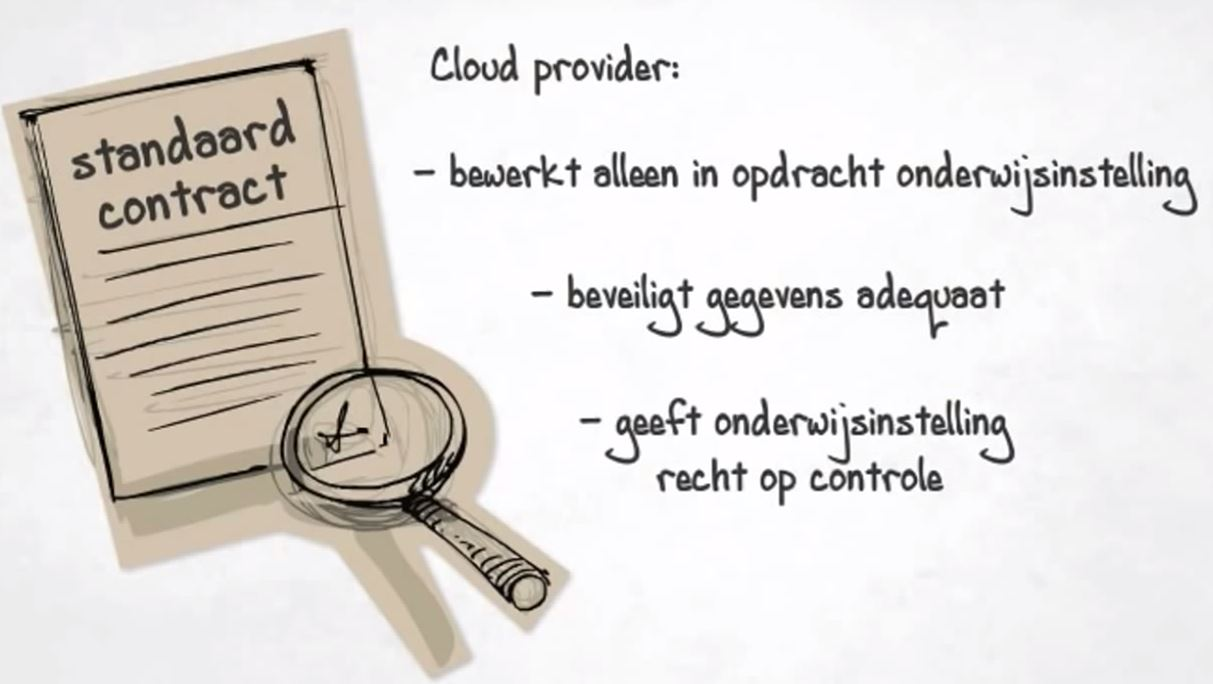 standaard
contract
Cloud provider:
- bewerkt alleen in opdracht onderwijsinstelling
- beveiligt gegevens adequaat
- geeft onderwijsinstelling
recht op controle